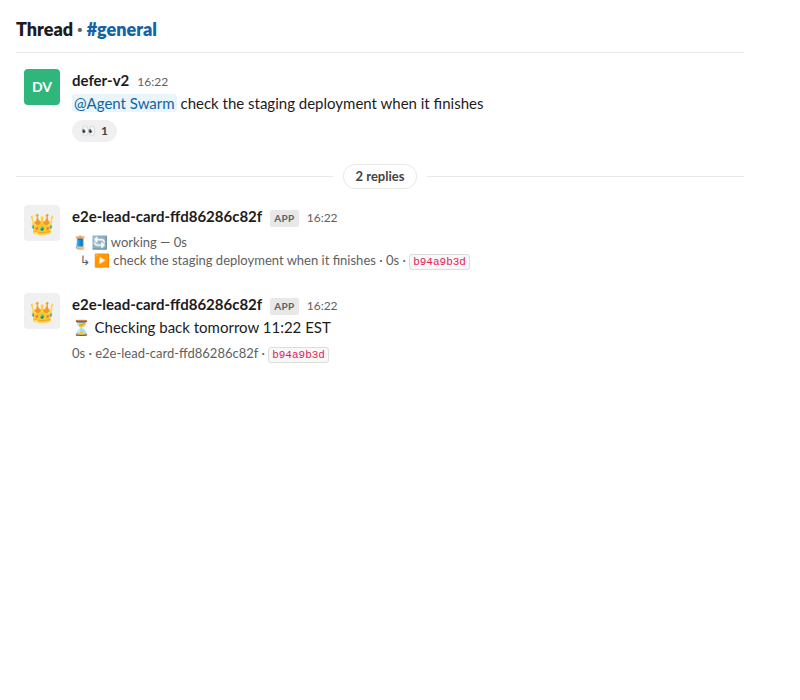 Thread • #general
DV
defer-v2 16:22
@Agent Swarm check the staging deployment when it finishes
👀 1
2 replies
e2e-lead-card-ffd86286c82f APP 16:22
🧵 🔄 working — 0s
↳ ▶️ check the staging deployment when it finishes · 0s · b94a9b3d
e2e-lead-card-ffd86286c82f APP 16:22
⏳ Checking back tomorrow 11:22 EST
0s · e2e-lead-card-ffd86286c82f · b94a9b3d